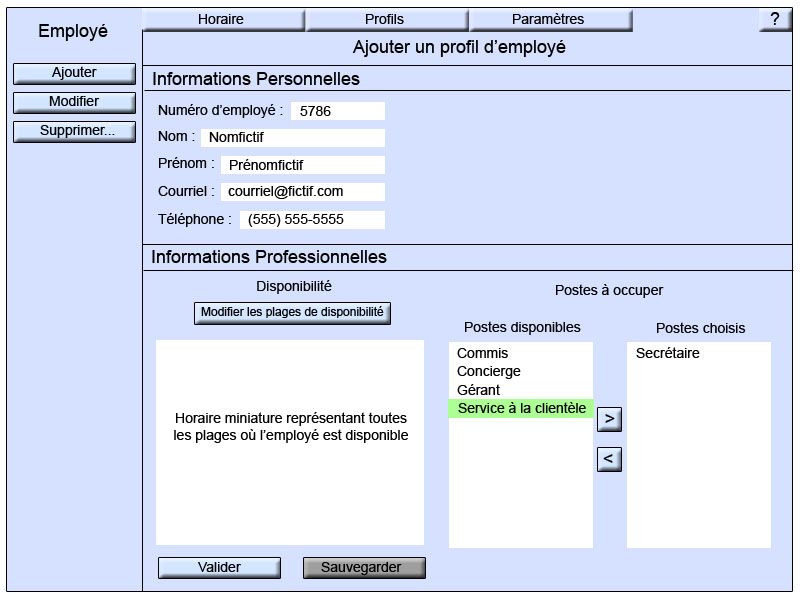 Employé
Horaire
Profils
Paramètres
?
Ajouter un profil d'employé
Ajouter
Modifier
Supprimer...
Informations Personnelles
Numéro d'employé : 5786
Nom : Nomfictif
Prénom : Prénomfictif
Courriel : courriel@fictif.com
Téléphone : (555) 555-5555
Informations Professionnelles
Disponibilité
Modifier les plages de disponibilité
Horaire miniature représentant toutes
les plages où l'employé est disponible
Postes à occuper
Postes disponibles
Commis
Concierge
Gérant
Service à la clientèle
>
<
Postes choisis
Secrétaire
Valider
Sauvegarder